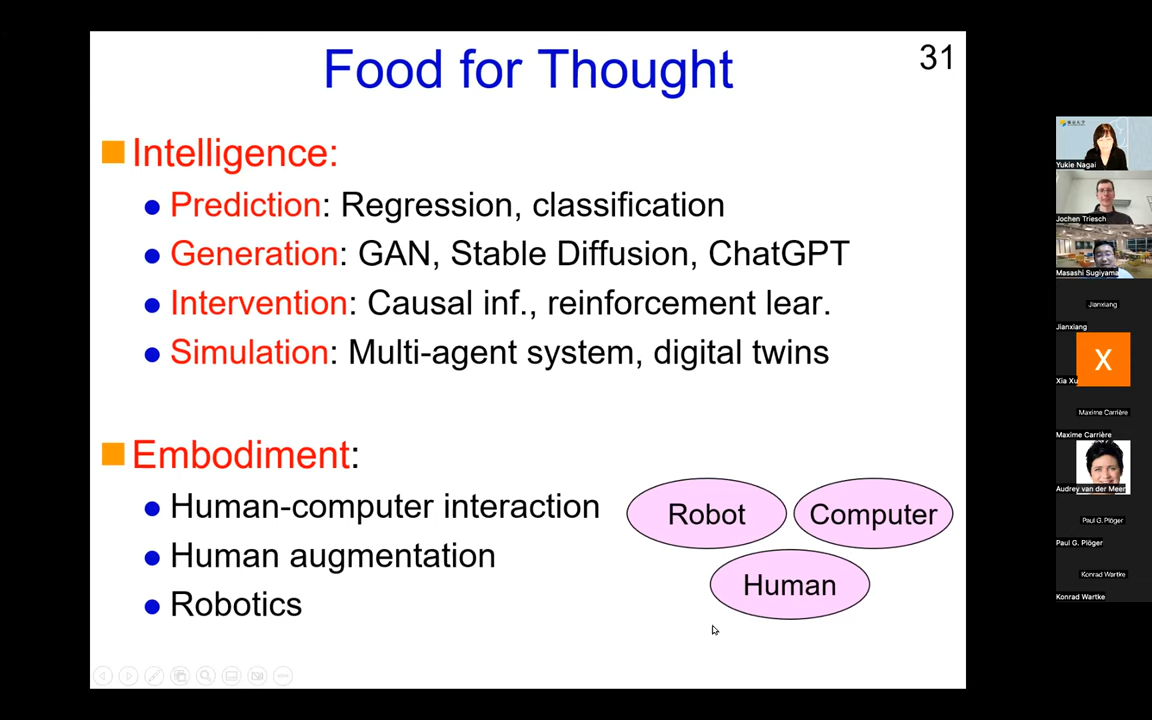 Food for Thought
31
Intelligence:
Prediction: Regression, classification
Generation: GAN, Stable Diffusion, ChatGPT
Intervention: Causal inf., reinforcement lear.
Simulation: Multi-agent system, digital twins
Embodiment:
Human-computer interaction
Human augmentation
Robotics
Robot
Computer
Human
Yukie Nagai
Jochen Triesch
Masashi Sugiyama
Jianxiang
Jianxiang
X
Xia Xu
Maxime Carrière
Maxime Carrière
Audrey van der Meer
Paul G. Plöger
Paul G. Plöger
Konrad Wartke
Konrad Wartke